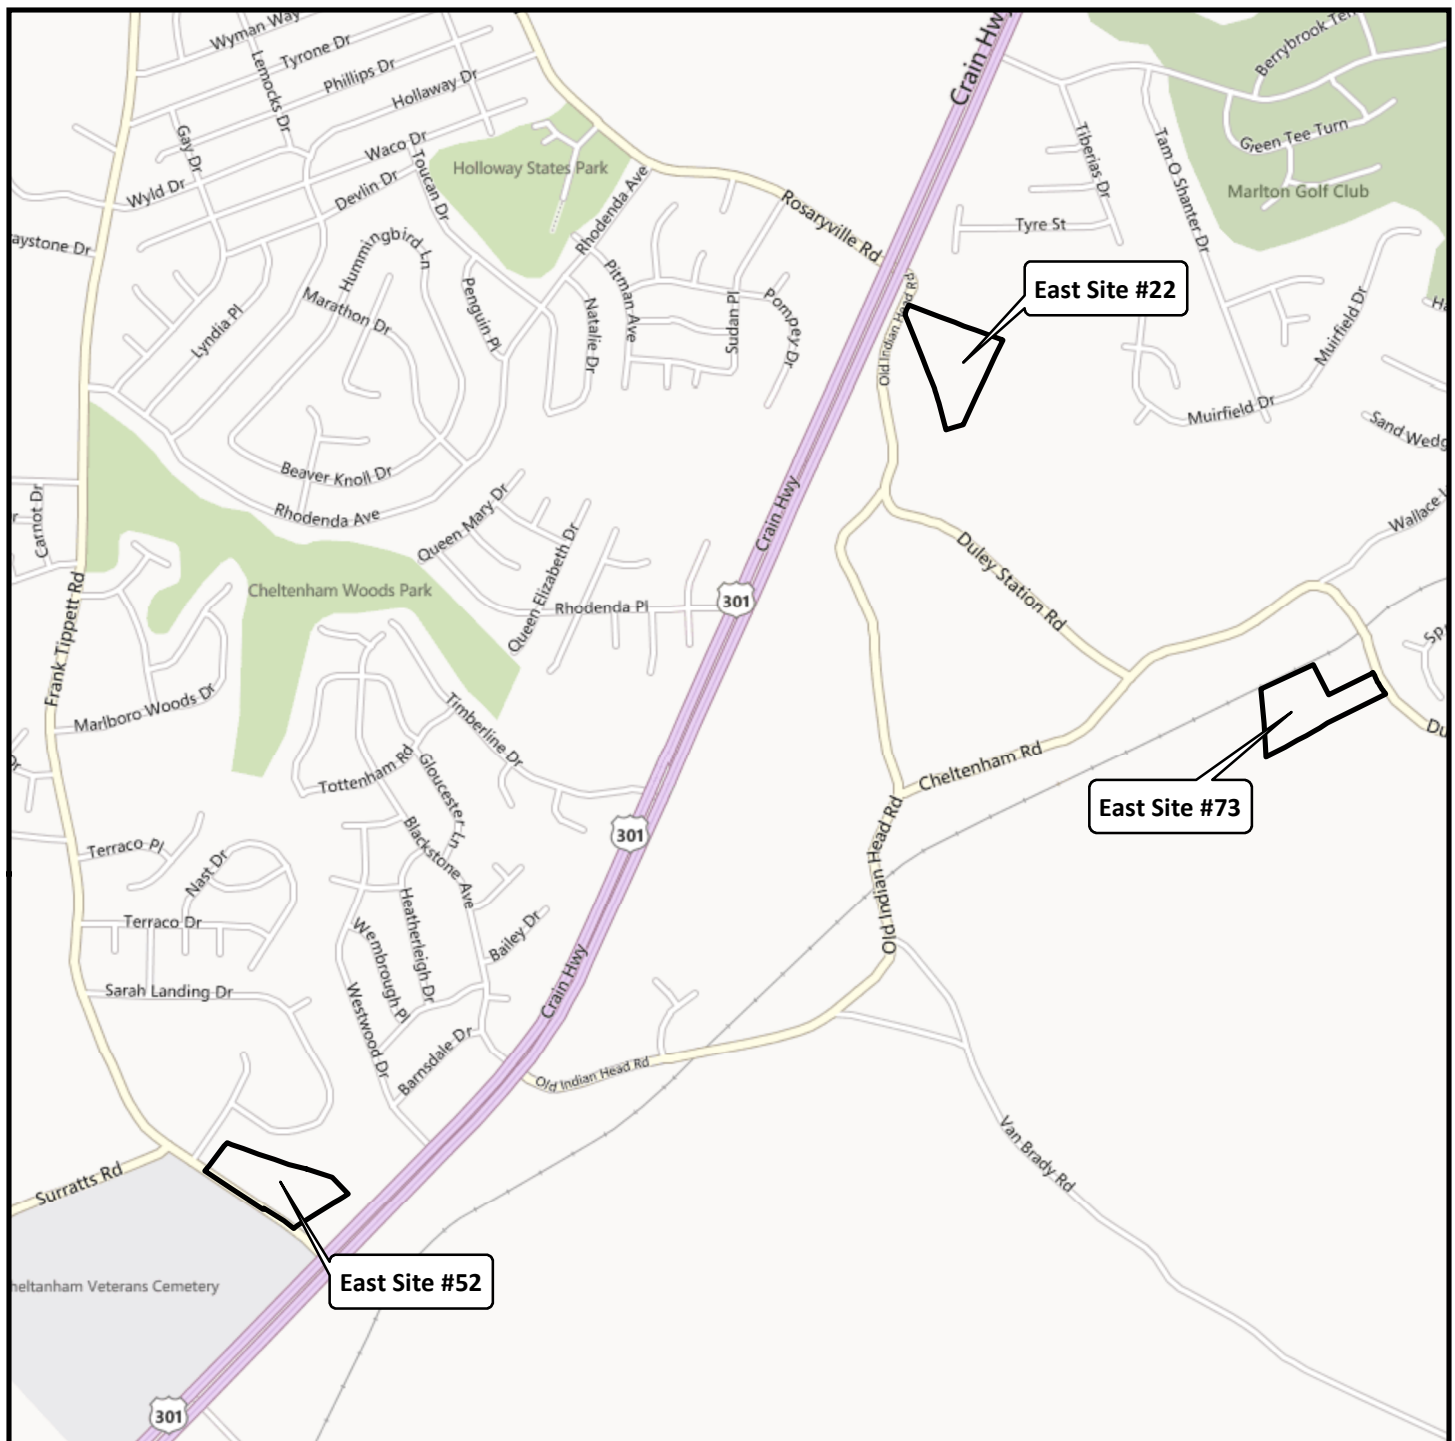 Wyman Way
Tyrone Dr
Lemocks Dr
Phillips Dr
Hollaway Dr
Gay Dr
Waco Dr
Toucan Dr
Wyld Dr
Devlin Dr
Holloway States Park
Rhodenda Ave
Crain Hwy
Berrybrook Ter
Green Tee Turn
Tiberias Dr
Tam O Shanter Dr
Marlton Golf Club
Tyre St
Rosaryville Rd
aystone Dr
Hummingbird Ln
Marathon Dr
Penguin Pl
Lyndia Pl
Pitman Ave
Natalie Dr
Sudan Pl
Pompey Dr
Old Indian Head Rd
East Site #22
Muirfield Dr
Ha
Muirfield Dr
Sand Wedg
Beaver Knoll Dr
Rhodenda Ave
Carnot Dr
r
Queen Mary Dr
Queen Elizabeth Dr
Crain Hwy
Wallace L
Duley Station Rd
Cheltenham Woods Park
Rhodenda Pl
301
Frank Tippett Rd
Spa
Marlboro Woods Dr
Timberline Dr
Du
Dr
Tottenham Rd
Gloucester Ln
Cheltenham Rd
East Site #73
301
Blackstone Ave
Terraco Pl
Nast Dr
Old Indian Head Rd
Heatherleigh Dr
Terraco Dr
Wembrough Pl
Bailey Dr
Crain Hwy
Sarah Landing Dr
Westwood Dr
Barnsdale Dr
Old Indian Head Rd
Van Brady Rd
Surratts Rd
East Site #52
heltanham Veterans Cemetery
301